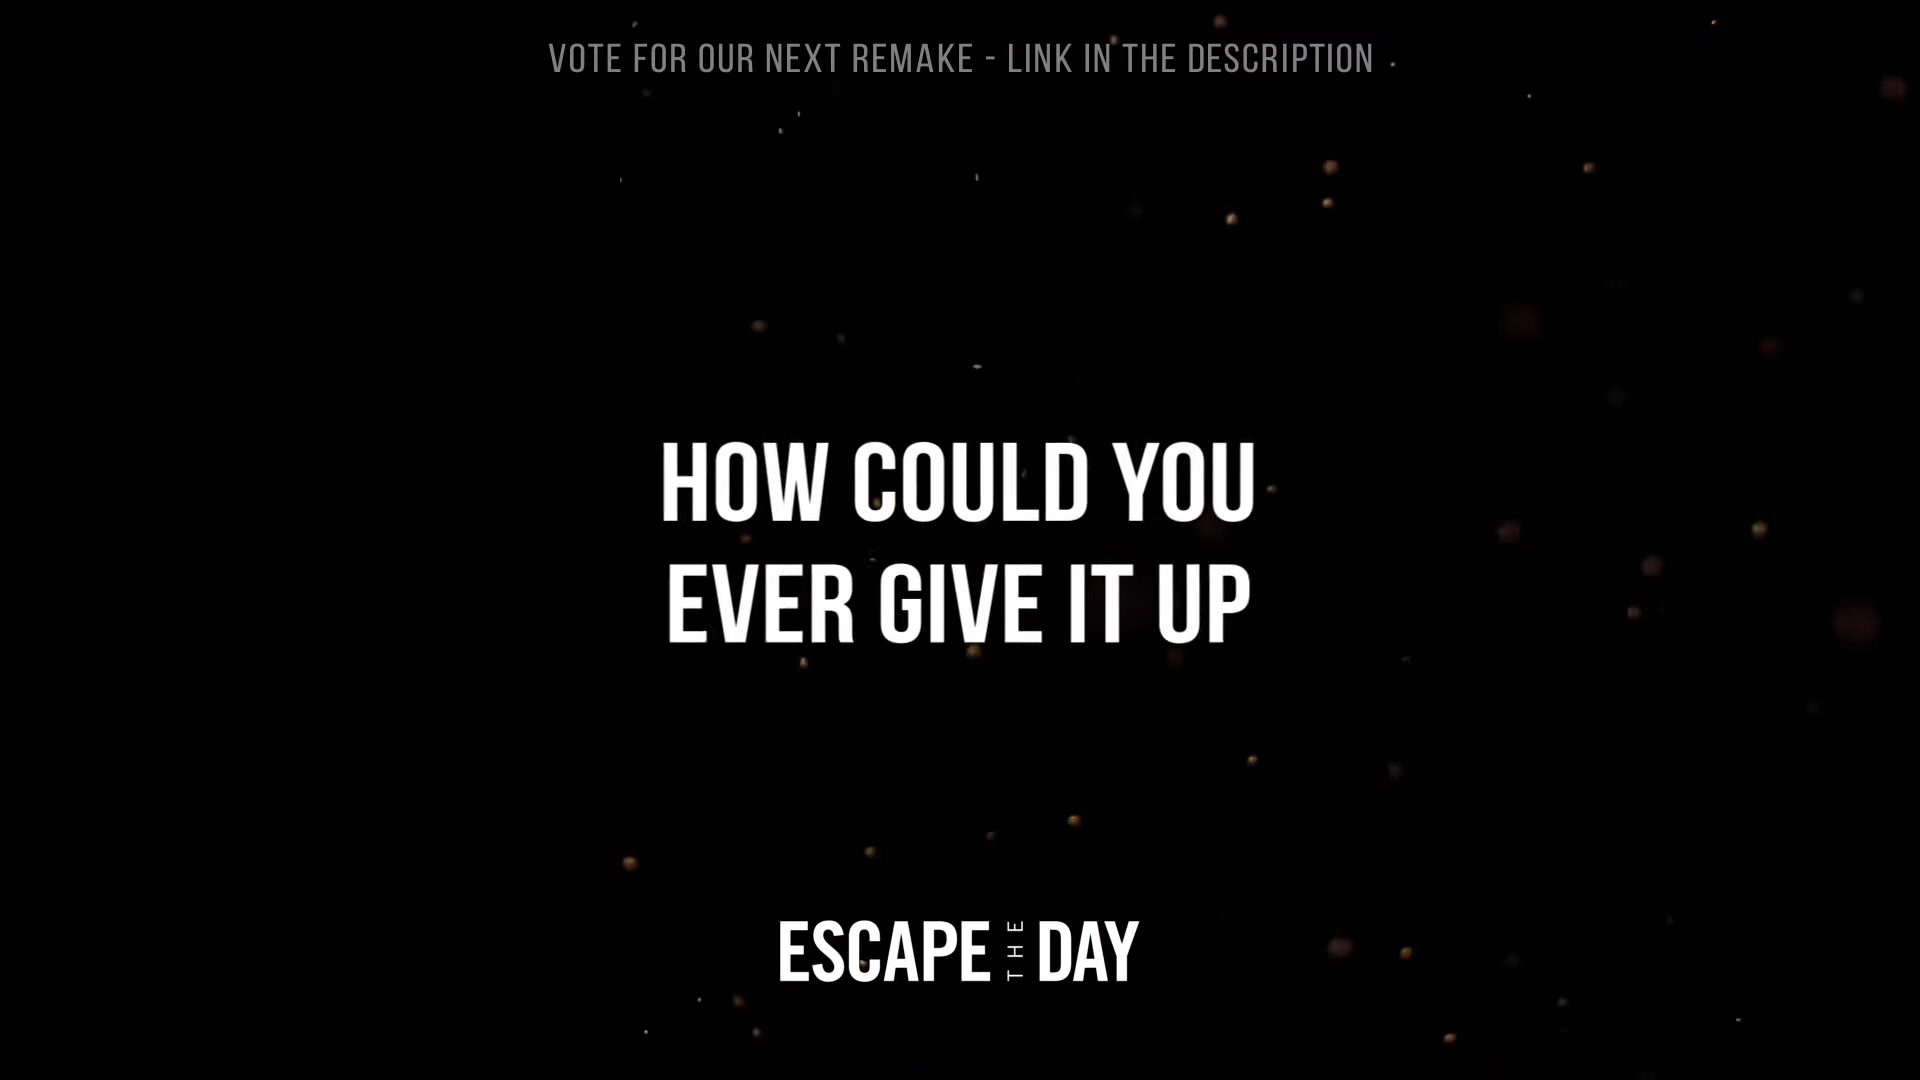 VOTE FOR OUR NEXT REMAKE - LINK IN THE DESCRIPTION
HOW COULD YOU
EVER GIVE IT UP
ESCAPE THE DAY